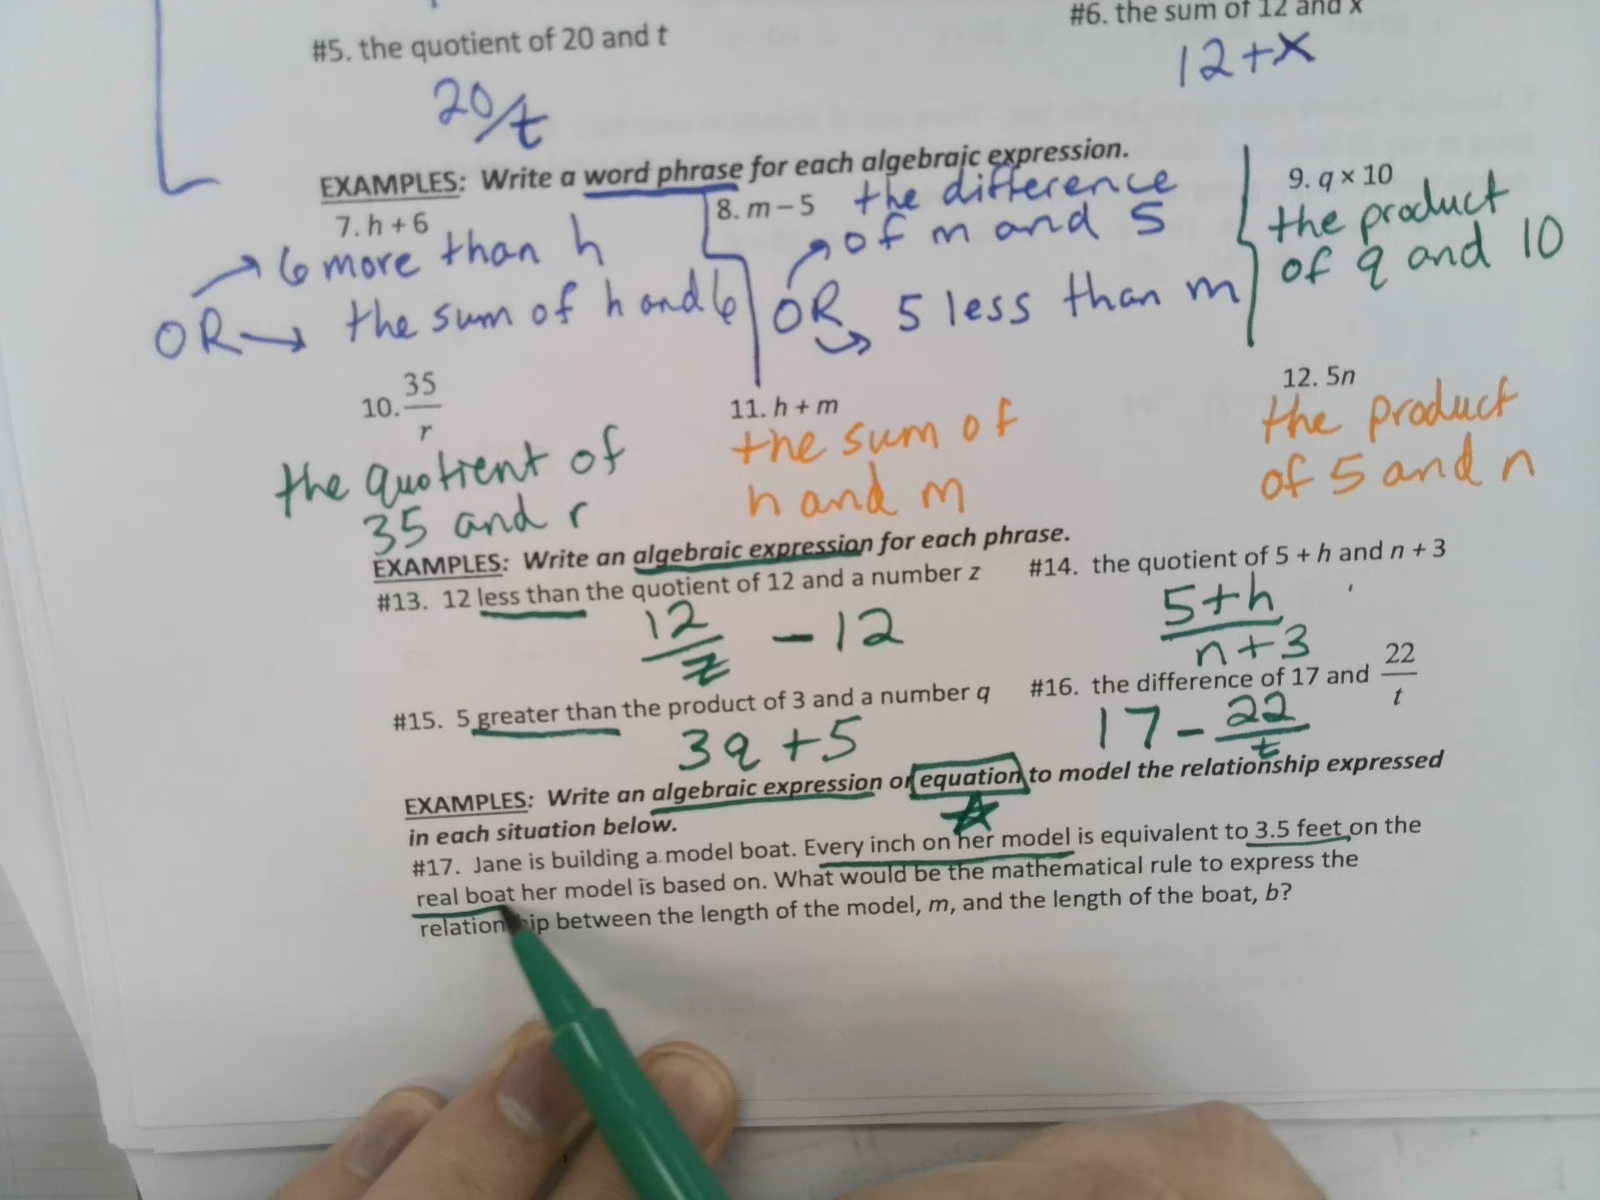 #5. the quotient of 20 and t
#6. the sum of 12 and x
20/t
12+x
EXAMPLES: Write a word phrase for each algebraic expression.
7. h + 6
6 more than h
OR → the sum of h and 6
8. m – 5
the difference
of m and 5
OR 5 less than m
9. q × 10
the product
of q and 10
10. 35/r
the quotient of
35 and r
11. h + m
the sum of
h and m
12. 5n
the product
of 5 and n
EXAMPLES: Write an algebraic expression for each phrase.
#13. 12 less than the quotient of 12 and a number z
12/z - 12
#14. the quotient of 5 + h and n + 3
5+h
n+3
#15. 5 greater than the product of 3 and a number q
3q+5
#16. the difference of 17 and 22/t
17 - 22/t
EXAMPLES: Write an algebraic expression or equation to model the relationship expressed
in each situation below.
#17. Jane is building a model boat. Every inch on her model is equivalent to 3.5 feet on the
real boat her model is based on. What would be the mathematical rule to express the
relationship between the length of the model, m, and the length of the boat, b?